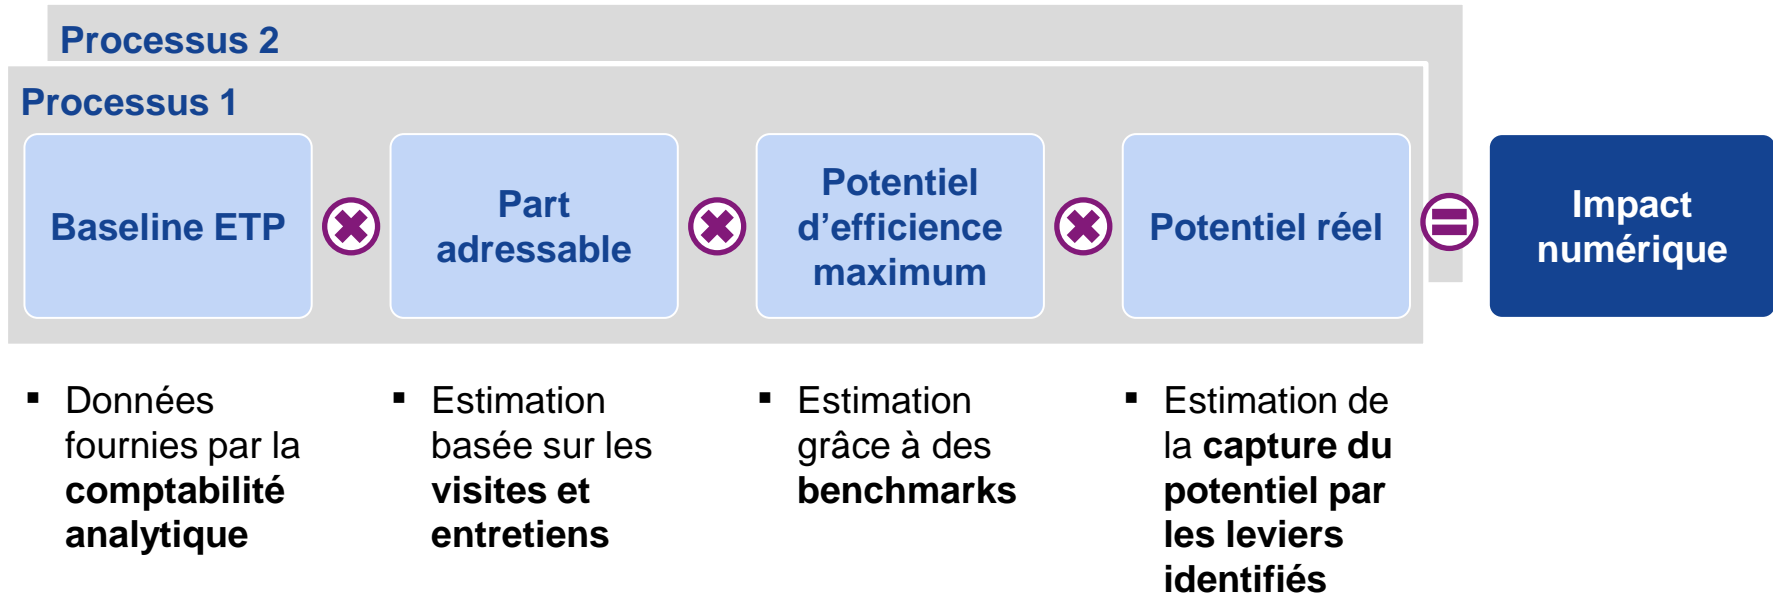 Processus 2
Processus 1
Baseline ETP
Part
adressable
Potentiel
d’efficience
maximum
Potentiel réel
Impact
numérique
▪ Données
fournies par la
comptabilité
analytique
▪ Estimation
basée sur les
visites et
entretiens
▪ Estimation
grâce à des
benchmarks
▪ Estimation de
la capture du
potentiel par
les leviers
identifiés